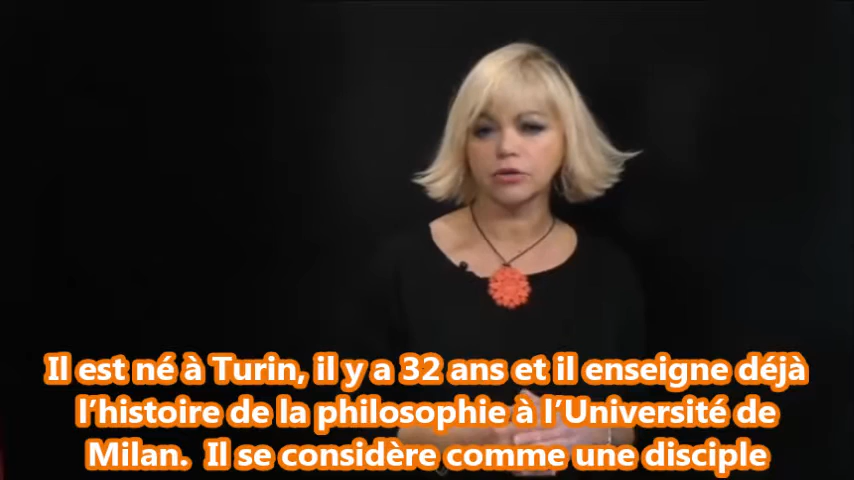 Il est né à Turin, il y a 32 ans et il enseigne déjà
l’histoire de la philosophie à l’Université de
Milan.  Il se considère comme une disciple